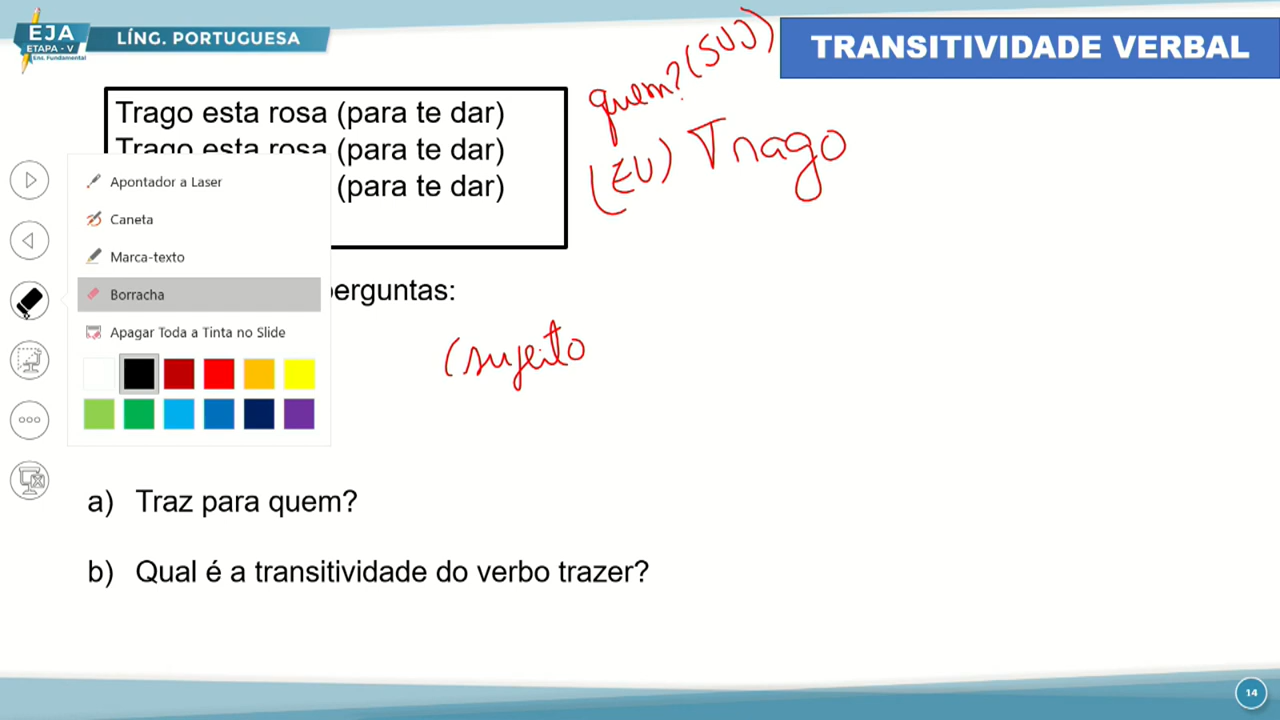 EJA
ETAPA - V
Ens. Fundamental
LÍNG. PORTUGUESA
TRANSITIVIDADE VERBAL
quem? (SUJ)
(EU) Trago
Trago esta rosa (para te dar)
Trago esta rosa (para te dar)
(para te dar)
Apontador a Laser
Caneta
Marca-texto
Borracha
Apagar Toda a Tinta no Slide
perguntas:
(sujeito
a) Traz para quem?
b) Qual é a transitividade do verbo trazer?
14